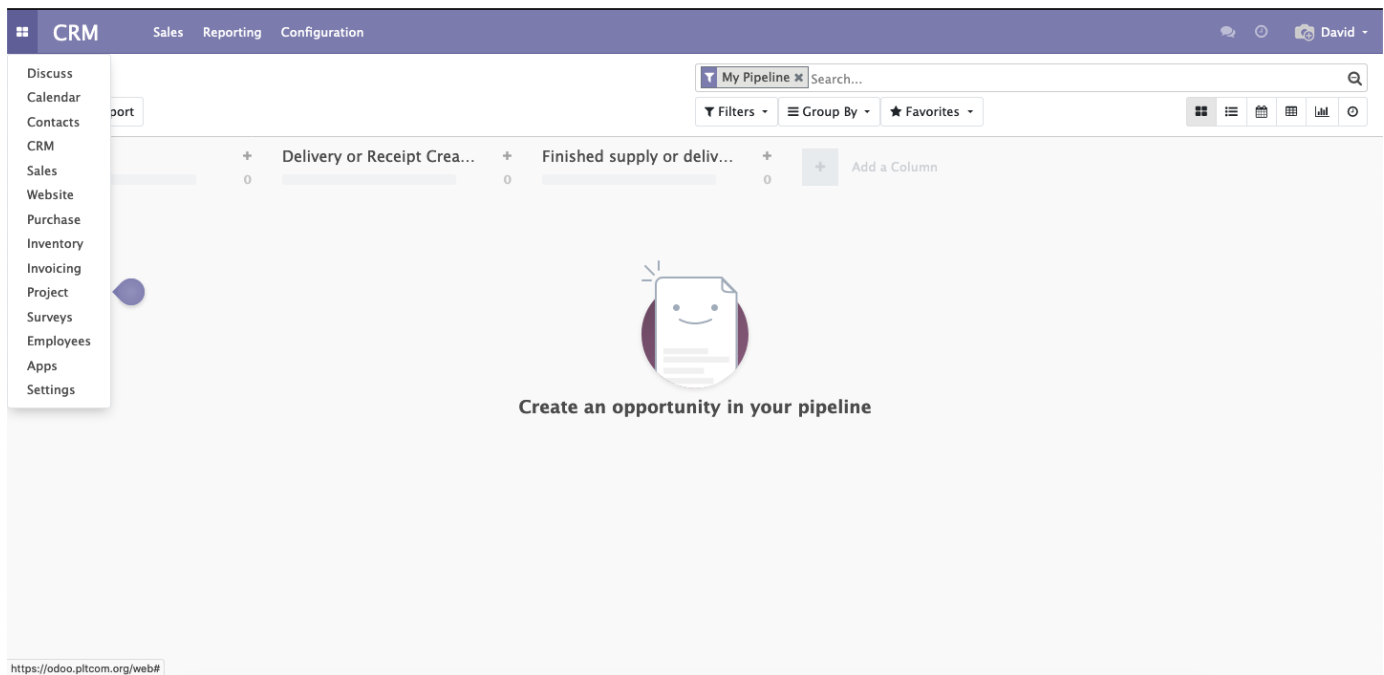 CRM Sales Reporting Configuration David
Discuss
Calendar
Contacts
CRM
Sales
Website
Purchase
Inventory
Invoicing
Project
Surveys
Employees
Apps
Settings
My Pipeline Search...
port
Filters Group By Favorites
Delivery or Receipt Crea... Finished supply or deliv... Add a Column
0 0 0
Create an opportunity in your pipeline
https://odoo.pltcom.org/web#